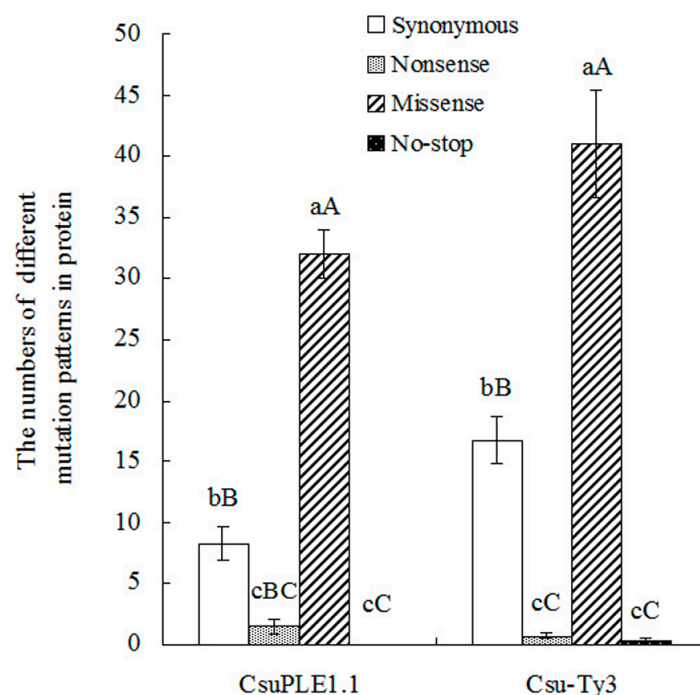 50
45
40
35
30
25
20
15
10
5
0
The numbers of different
mutation patterns in protein
Synonymous
Nonsense
Missense
No-stop
bB
cBC
aA
cC
bB
cC
aA
cC
CsuPLE1.1
Csu-Ty3